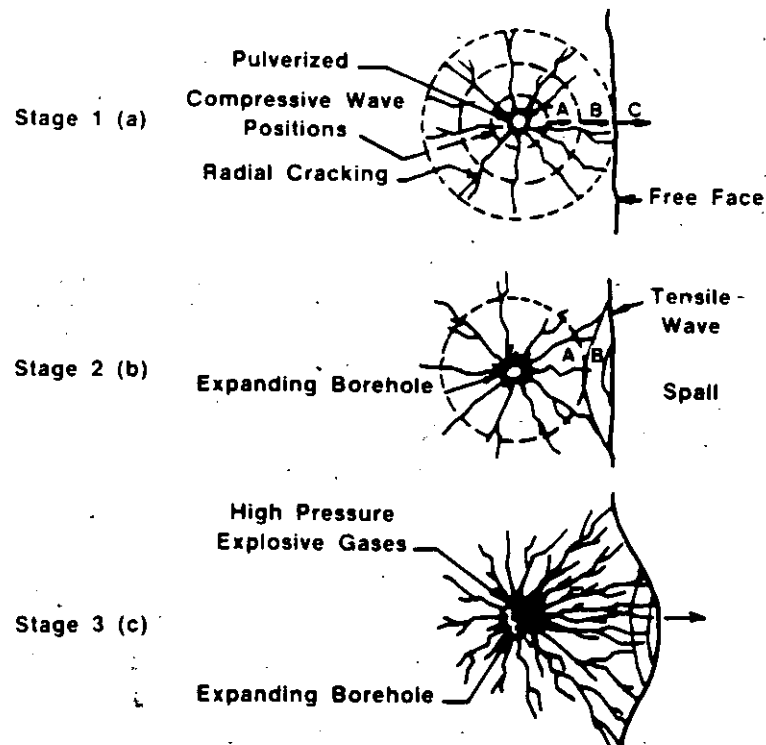 Pulverized
Stage 1 (a)
Compressive Wave
Positions
Radial Cracking
A B C
Free Face
Stage 2 (b)
Tensile -
Wave
A B
Expanding Borehole
Spall
High Pressure
Explosive Gases
Stage 3 (c)
Expanding Borehole